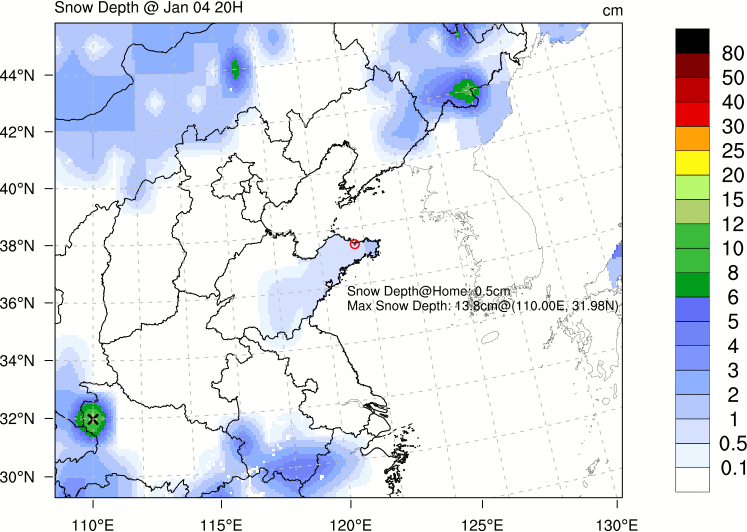 Snow Depth @ Jan 04 20H
cm
44°N
42°N
40°N
38°N
36°N
34°N
32°N
30°N
Snow Depth@Home: 0.5cm
Max Snow Depth: 13.8cm@(110.00E, 31.98N)
110°E
115°E
120°E
125°E
130°E
80
50
40
30
25
20
15
12
10
8
6
5
4
3
2
1
0.5
0.1